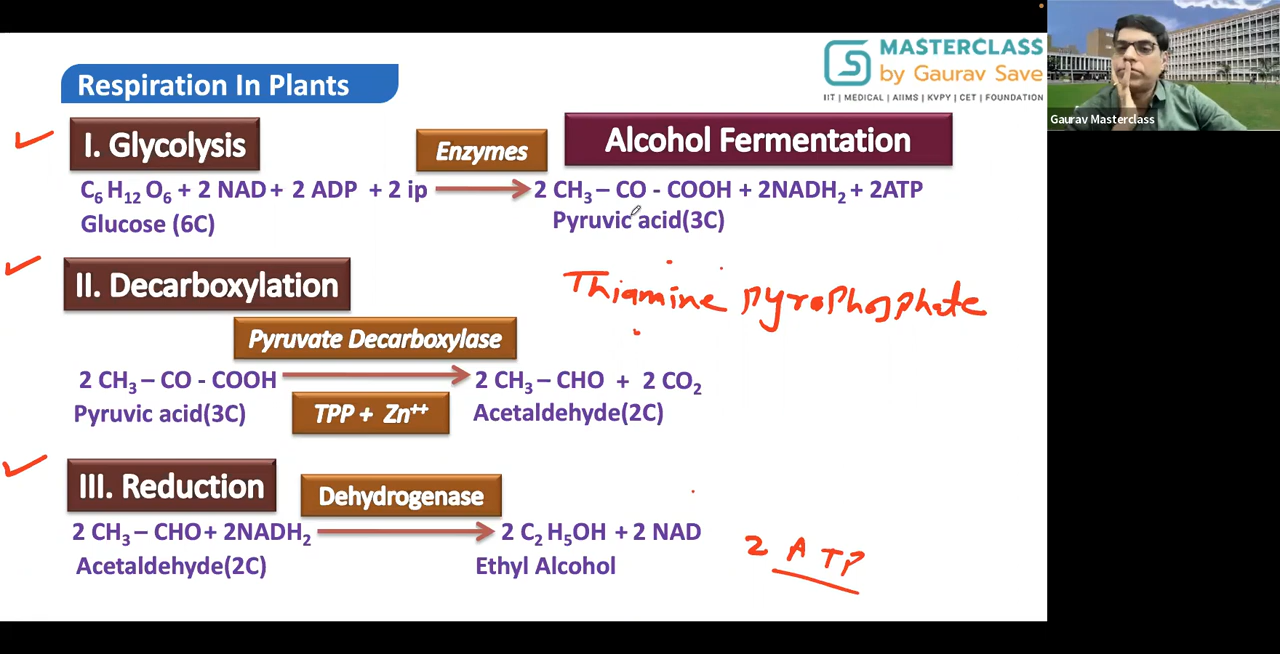 MASTERCLASS
by Gaurav Save
IIT | MEDICAL | AIIMS | KVPY | CET | FOUNDATION
Gaurav Masterclass
Respiration In Plants
I. Glycolysis
Enzymes
Alcohol Fermentation
C₆ H₁₂ O₆ + 2 NAD + 2 ADP + 2 ip
2 CH₃ – CO - COOH + 2NADH₂ + 2ATP
Glucose (6C)
Pyruvic acid(3C)
II. Decarboxylation
Thiamine pyrophosphate
Pyruvate Decarboxylase
2 CH₃ – CO - COOH
2 CH₃ – CHO + 2 CO₂
Pyruvic acid(3C)
TPP + Zn⁺⁺
Acetaldehyde(2C)
III. Reduction
Dehydrogenase
2 CH₃ – CHO + 2NADH₂
2 C₂ H₅OH + 2 NAD
2 ATP
Acetaldehyde(2C)
Ethyl Alcohol